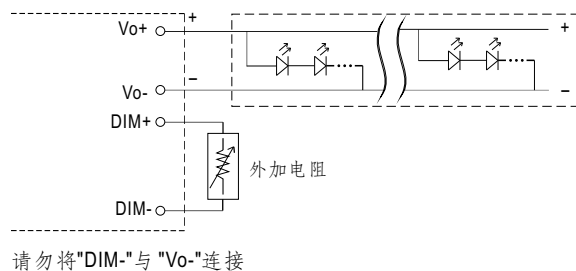 Vo+
+
+
Vo-
−
−
DIM+
外加电阻
DIM-
请勿将"DIM-"与 "Vo-"连接